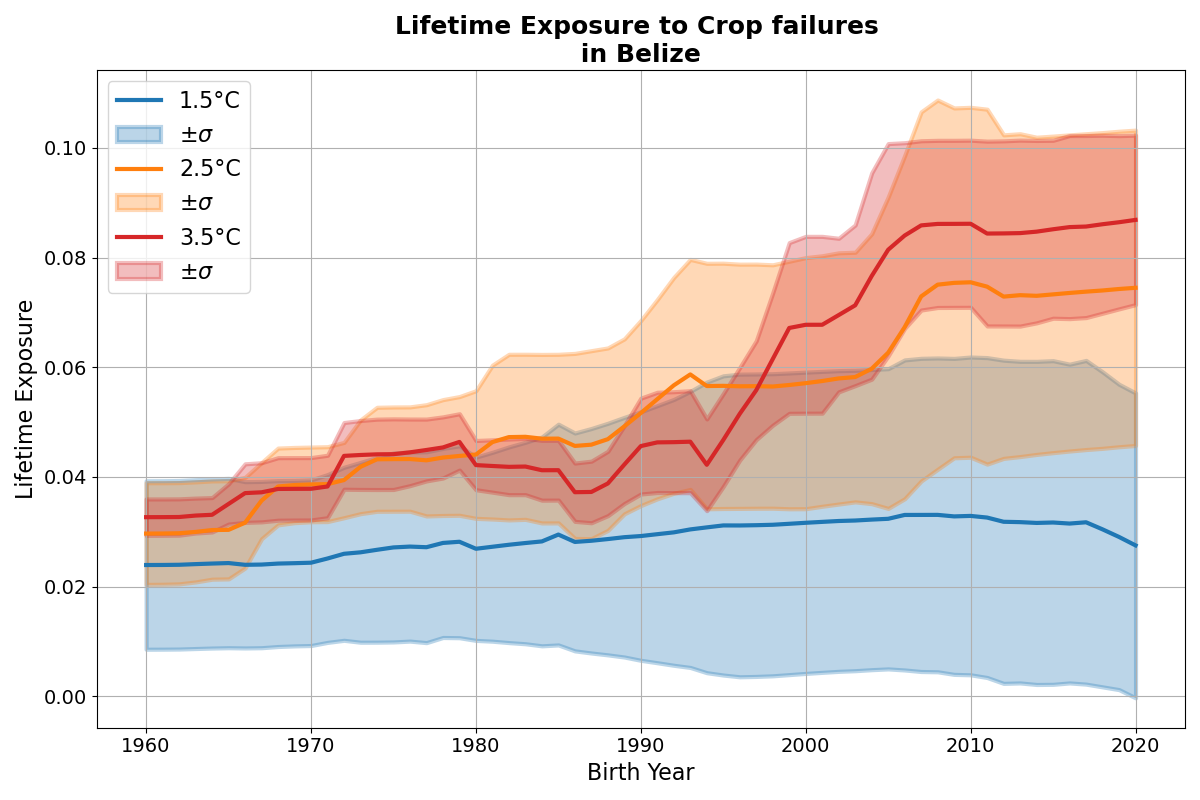 Lifetime Exposure to Crop failures
in Belize
1.5°C
±σ
2.5°C
±σ
3.5°C
±σ
Lifetime Exposure
0.10
0.08
0.06
0.04
0.02
0.00
1960 1970 1980 1990 2000 2010 2020
Birth Year